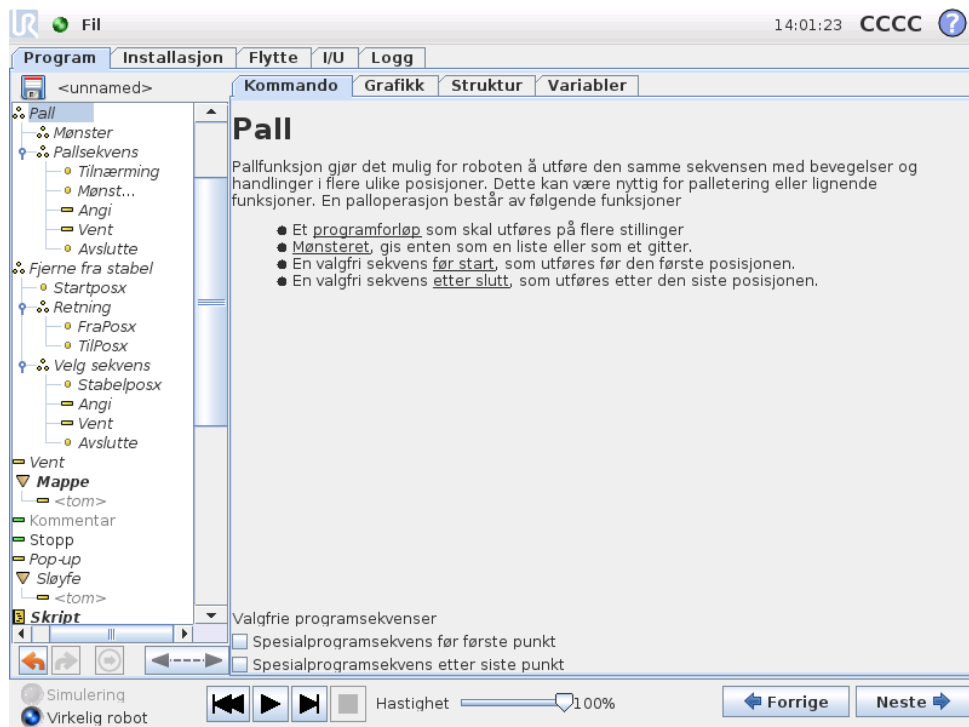 UR Fil 14:01:23 CCCC ?
Program Installasjon Flytte I/U Logg
<unnamed>
Kommando Grafikk Struktur Variabler
Pall
Mønster
Pallsekvens
Tilnærming
Mønst...
Angi
Vent
Avslutte
Fjerne fra stabel
Startposx
Retning
FraPosx
TilPosx
Velg sekvens
Stabelposx
Angi
Vent
Avslutte
Vent
Mappe
<tom>
Kommentar
Stopp
Pop-up
Sløyfe
<tom>
Skript
Pall
Pallfunksjon gjør det mulig for roboten å utføre den samme sekvensen med bevegelser og
handlinger i flere ulike posisjoner. Dette kan være nyttig for palletering eller lignende
funksjoner. En palloperasjon består av følgende funksjoner
● Et programforløp som skal utføres på flere stillinger
● Mønsteret, gis enten som en liste eller som et gitter.
● En valgfri sekvens før start, som utføres før den første posisjonen.
● En valgfri sekvens etter slutt, som utføres etter den siste posisjonen.
Valgfrie programsekvenser
Spesialprogramsekvens før første punkt
Spesialprogramsekvens etter siste punkt
Simulering
Virkelig robot
Hastighet 100%
Forrige Neste